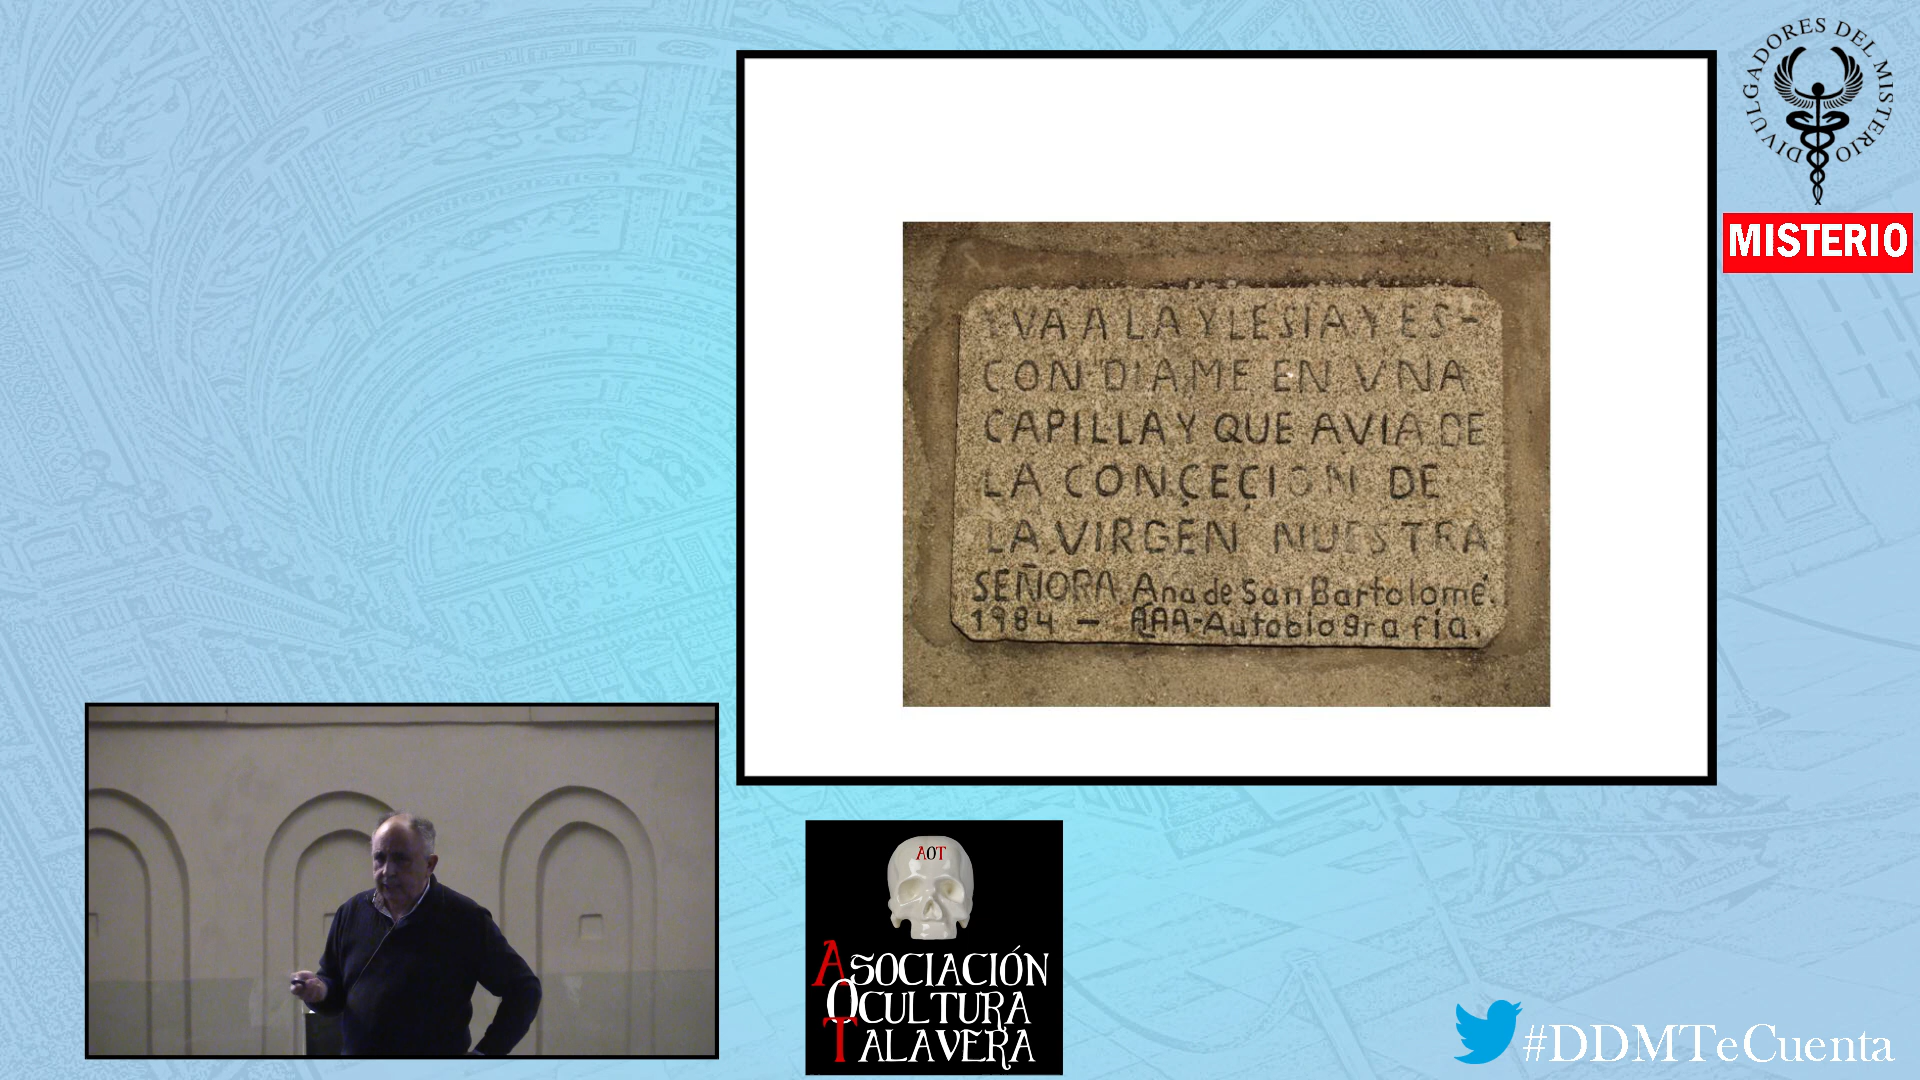 YVA A LA YLESIA Y ES-
CONDIAME EN VNA
CAPILLA Y QUE AVIA DE
LA CONÇEÇION DE
LA VIRGEN NUESTRA
SEÑORA. Ana de San Bartolomé.
1984 — AAA-Autobiografía.
DIVULGADORES DEL MISTERIO
MISTERIO
AOT
ASOCIACIÓN
OCULTURA
TALAVERA
#DDMTeCuenta